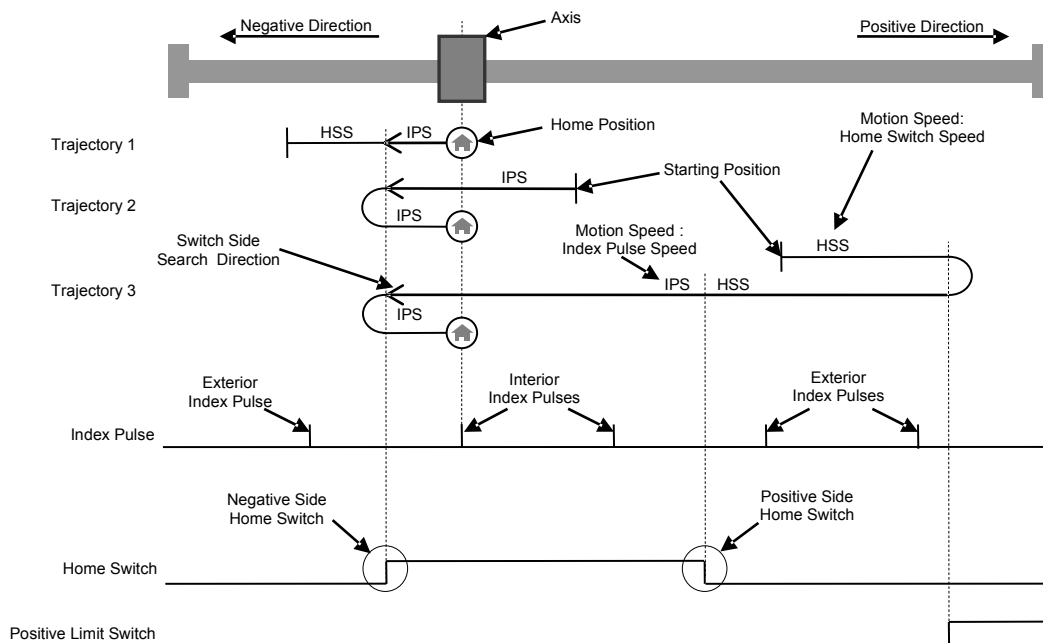 Negative Direction
Axis
Positive Direction
Trajectory 1
HSS
IPS
Home Position
Motion Speed:
Home Switch Speed
Trajectory 2
IPS
IPS
Starting Position
Switch Side
Search Direction
Motion Speed :
Index Pulse Speed
HSS
Trajectory 3
IPS
HSS
IPS
Exterior
Index Pulse
Interior
Index Pulses
Exterior
Index Pulses
Index Pulse
Negative Side
Home Switch
Positive Side
Home Switch
Home Switch
Positive Limit Switch